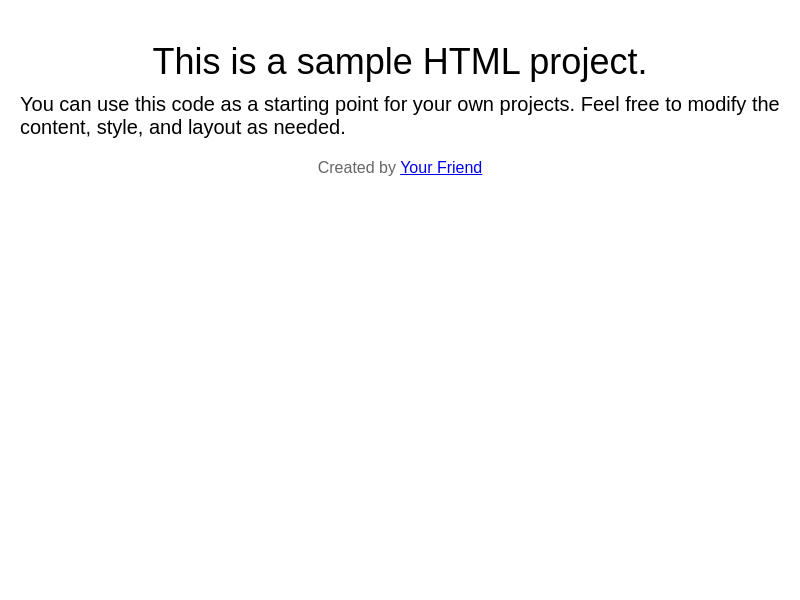 This is a sample HTML project.
You can use this code as a starting point for your own projects. Feel free to modify the
content, style, and layout as needed.
Created by Your Friend